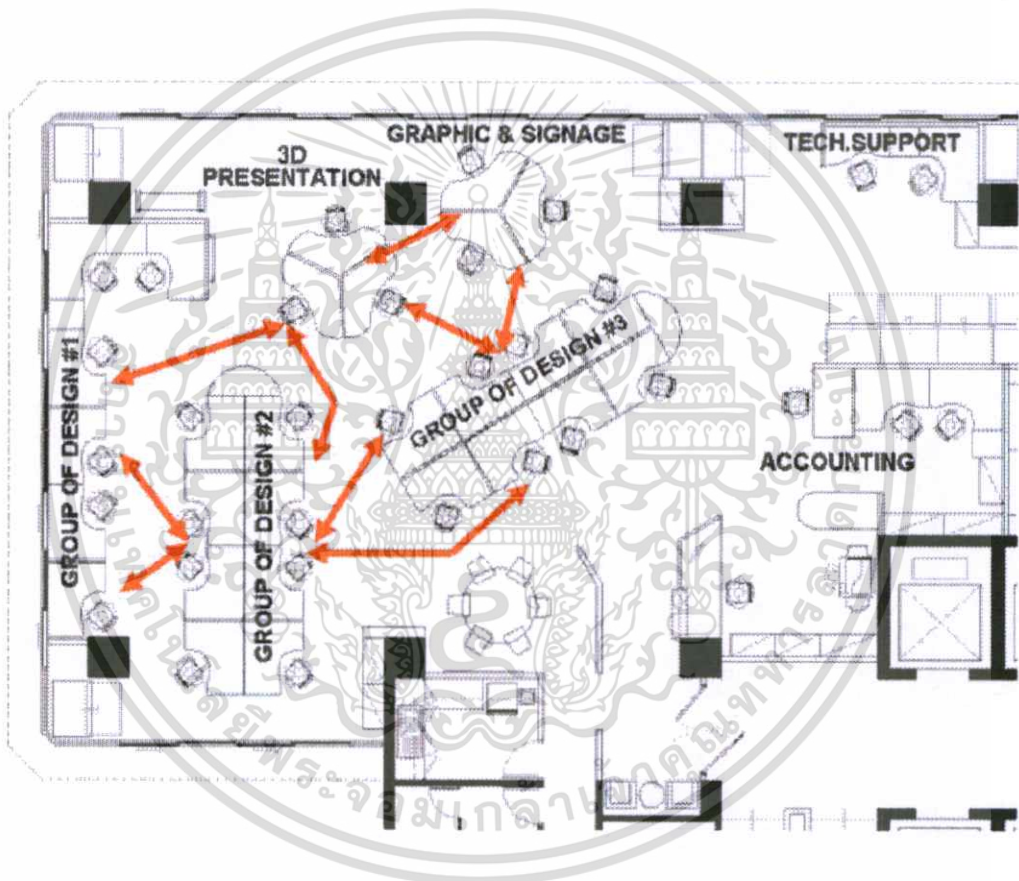 GRAPHIC & SIGNAGE
TECH.SUPPORT
3D
PRESENTATION
GROUP OF DESIGN #1
GROUP OF DESIGN #2
GROUP OF DESIGN #3
ACCOUNTING